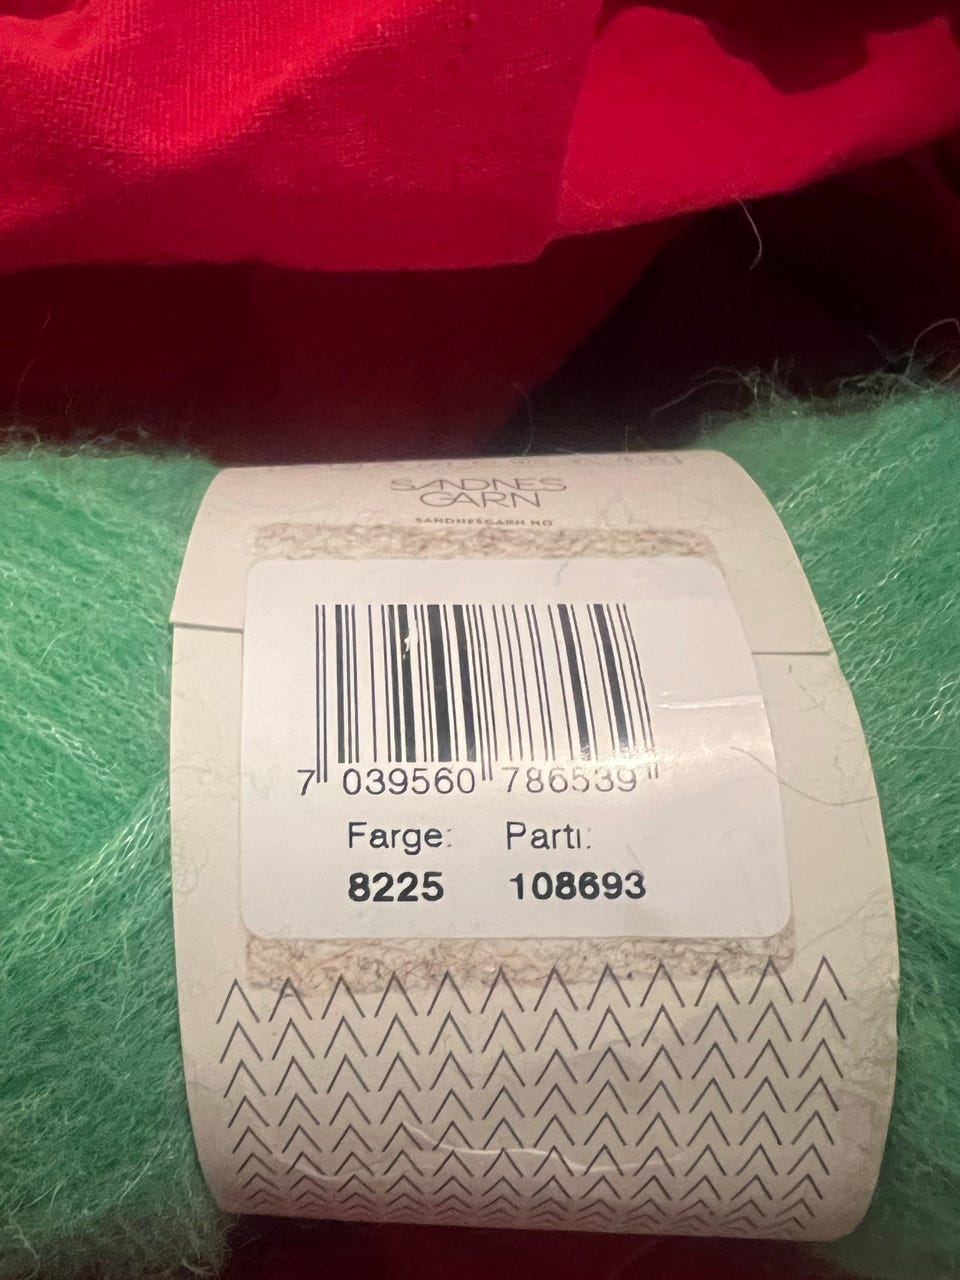 SANDNES
GARN
SANDNESGARN.NO
7 039560 786539
Farge: Parti:
8225 108693